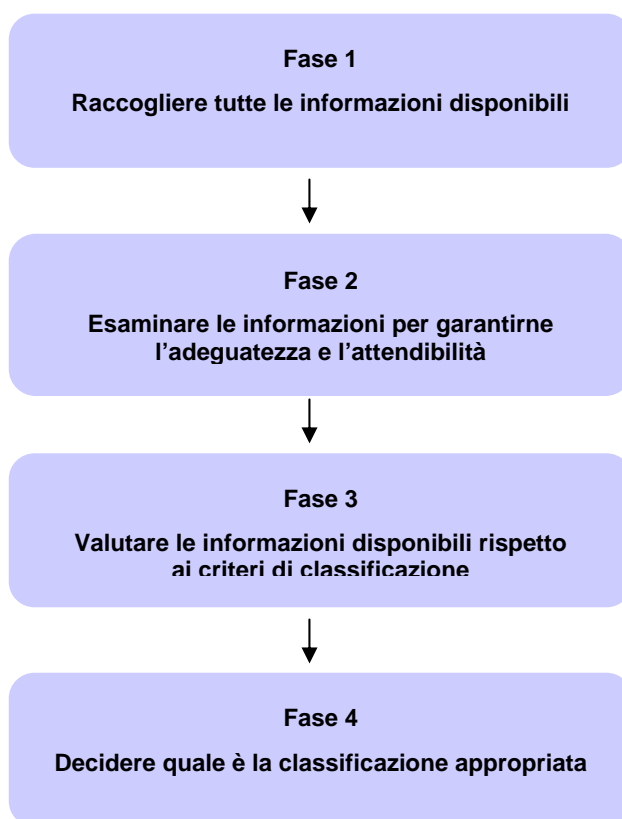 Fase 1
Raccogliere tutte le informazioni disponibili
Fase 2
Esaminare le informazioni per garantirne
l’adeguatezza e l’attendibilità
Fase 3
Valutare le informazioni disponibili rispetto
ai criteri di classificazione
Fase 4
Decidere quale è la classificazione appropriata